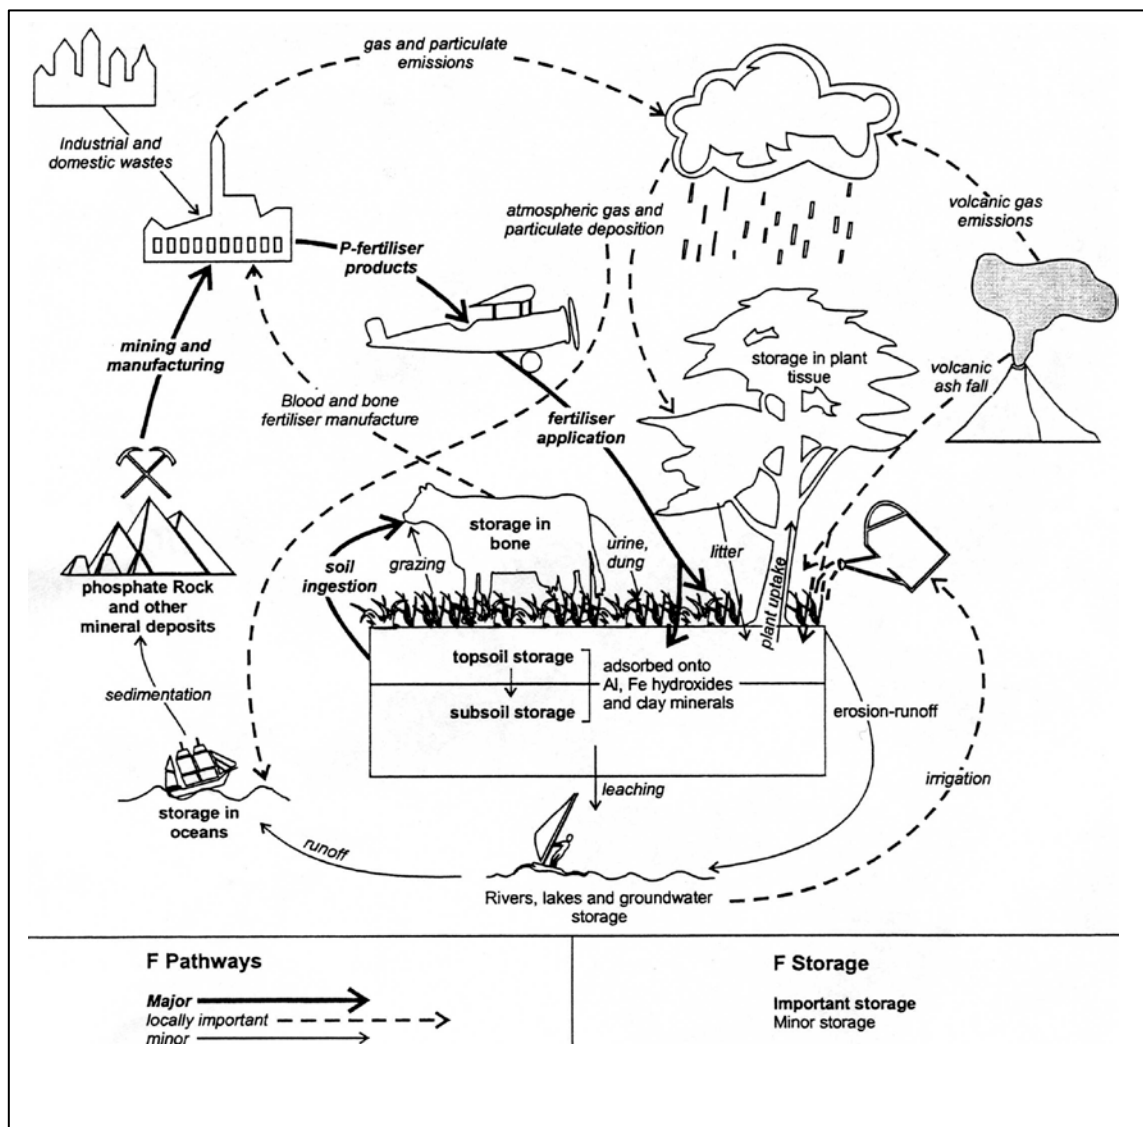 gas and particulate
emissions
Industrial and
domestic wastes
atmospheric gas and
particulate deposition
volcanic gas
emissions
P-fertiliser
products
mining and
manufacturing
storage in plant
tissue
volcanic
ash fall
Blood and bone
fertiliser manufacture
fertiliser
application
storage in
bone
urine,
dung
litter
soil
ingestion
grazing
plant uptake
phosphate Rock
and other
mineral deposits
topsoil storage
subsoil storage
adsorbed onto
Al, Fe hydroxides
and clay minerals
sedimentation
erosion-runoff
leaching
irrigation
storage in
oceans
runoff
Rivers, lakes and groundwater
storage
F Pathways
Major
locally important
minor
F Storage
Important storage
Minor storage